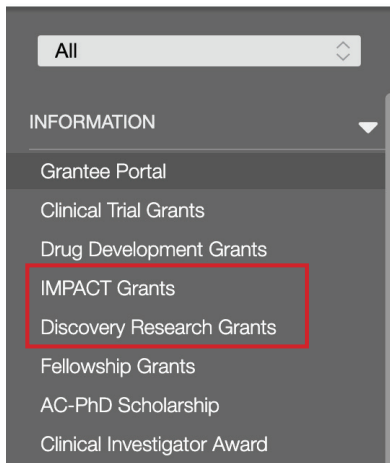 All
INFORMATION
Grantee Portal
Clinical Trial Grants
Drug Development Grants
IMPACT Grants
Discovery Research Grants
Fellowship Grants
AC-PhD Scholarship
Clinical Investigator Award